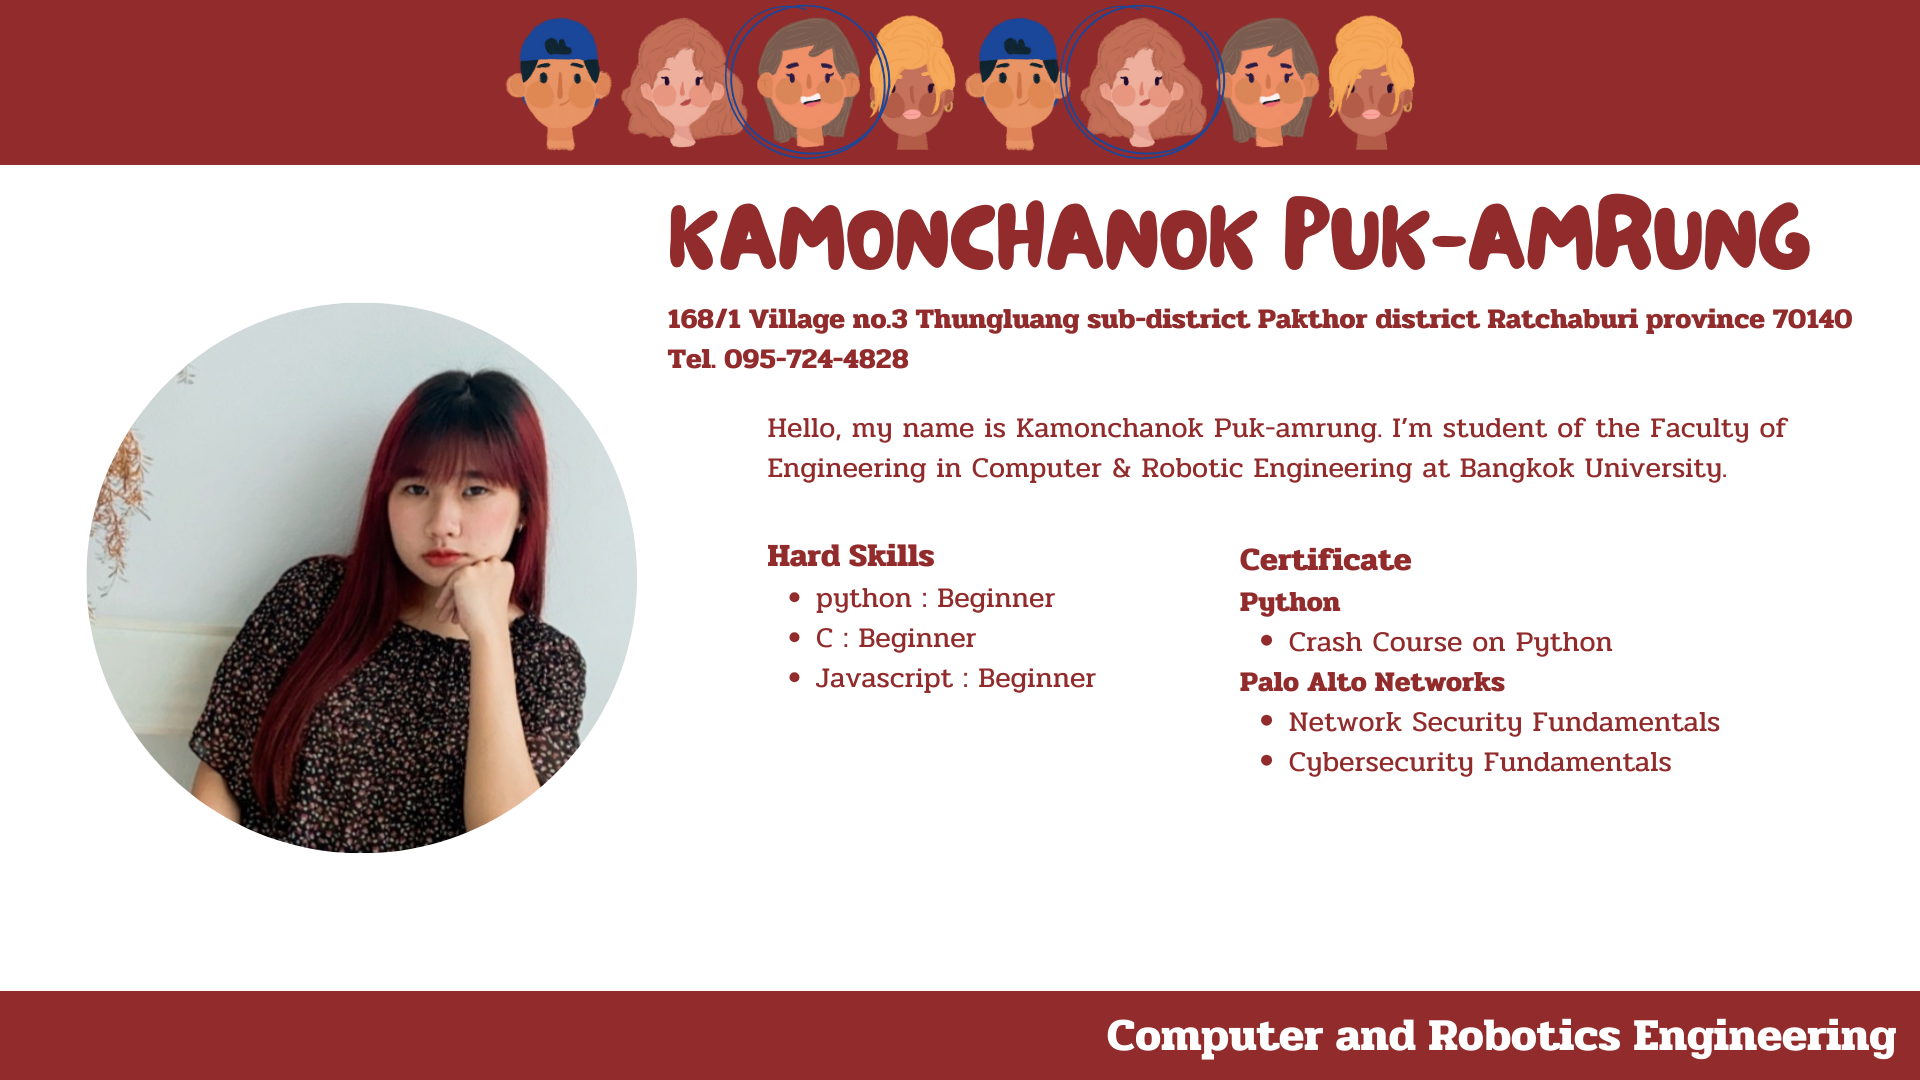 KAMONCHANOK PUK-AMRUNG
168/1 Village no.3 Thungluang sub-district Pakthor district Ratchaburi province 70140
Tel. 095-724-4828
Hello, my name is Kamonchanok Puk-amrung. I’m student of the Faculty of
Engineering in Computer & Robotic Engineering at Bangkok University.
Hard Skills
• python : Beginner
• C : Beginner
• Javascript : Beginner
Certificate
Python
• Crash Course on Python
Palo Alto Networks
• Network Security Fundamentals
• Cybersecurity Fundamentals
Computer and Robotics Engineering